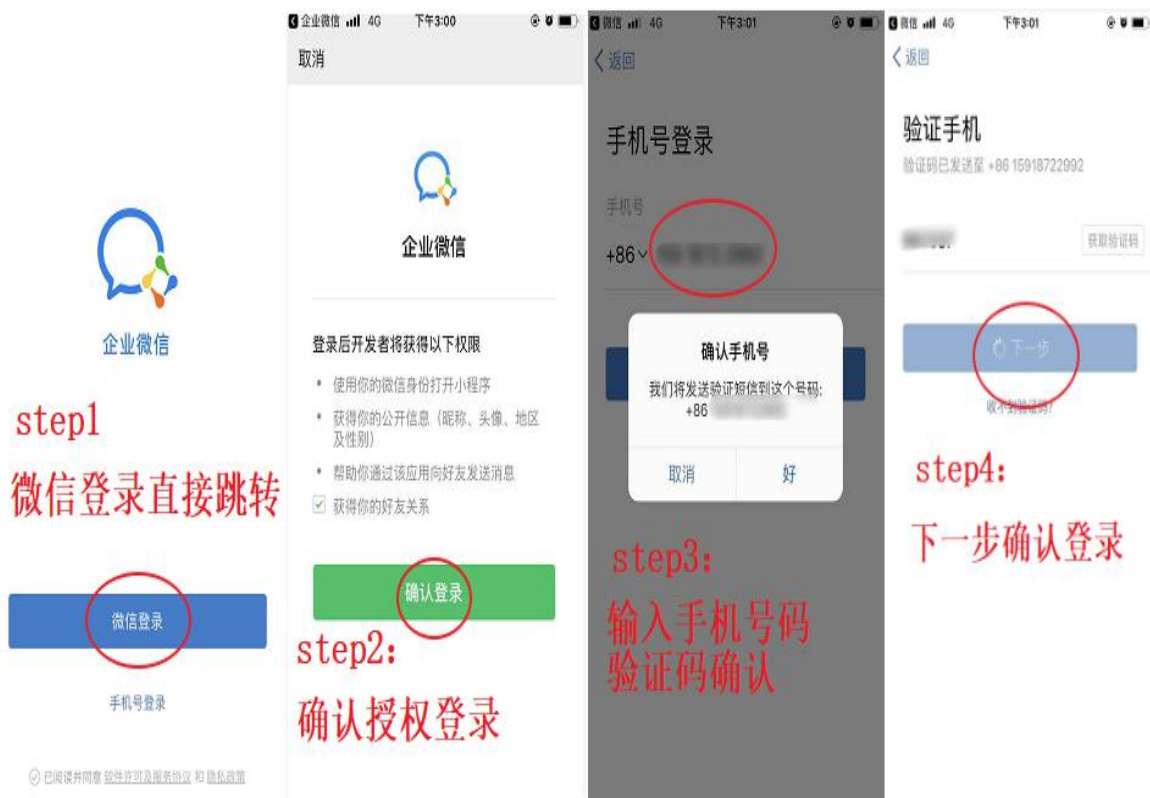 企业微信
step1
微信登录直接跳转
微信登录
手机号登录
已阅读并同意 软件许可及服务协议 和 隐私政策
企业微信 4G 下午3:00
取消
企业微信
登录后开发者将获得以下权限
• 使用你的微信身份打开小程序
• 获得你的公开信息（昵称、头像、地区
及性别）
• 帮助你通过该应用向好友发送消息
获得你的好友关系
确认登录
step2：
确认授权登录
微信 4G 下午3:01
返回
手机号登录
手机号
+86
确认手机号
我们将发送验证短信到这个号码:
+86
取消 好
step3：
输入手机号码
验证码确认
微信 4G 下午3:01
返回
验证手机
验证码已发送至 +86 15918722992
获取验证码
下一步
收不到验证码?
step4：
下一步确认登录